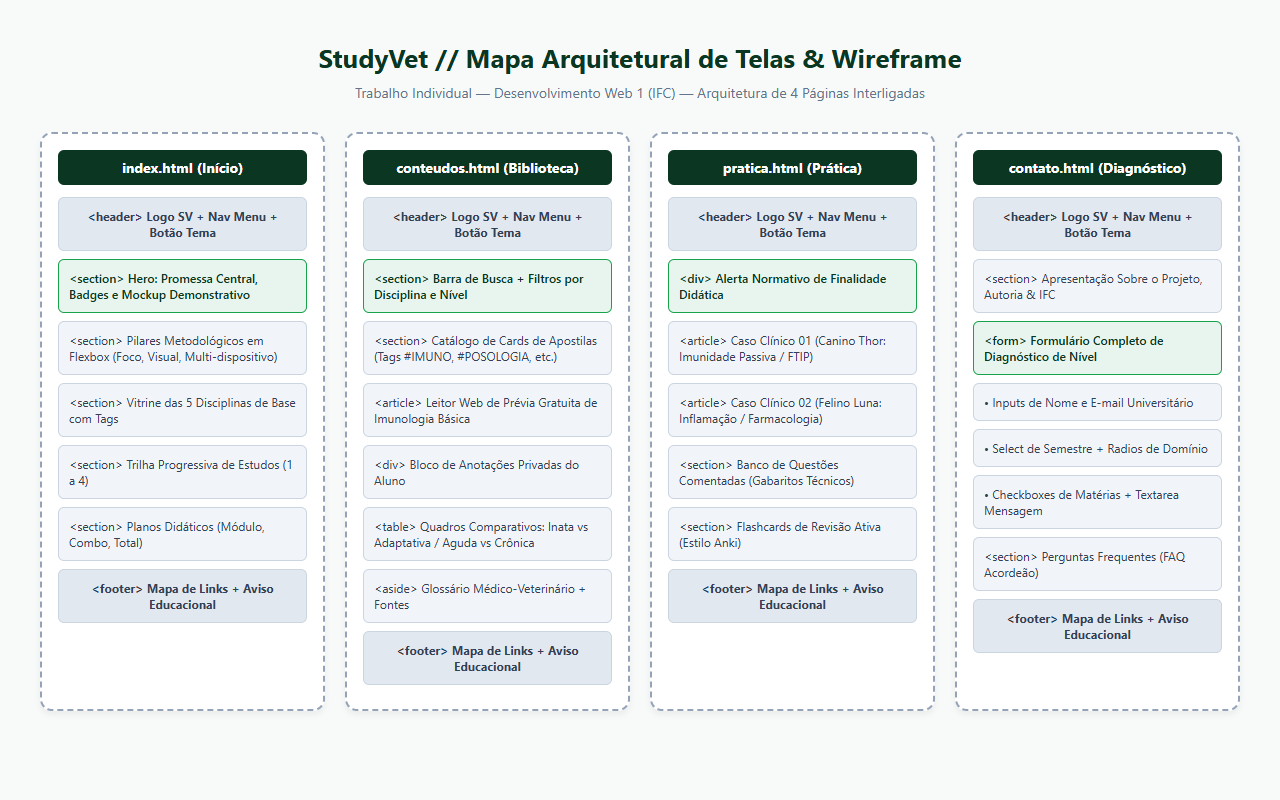 StudyVet // Mapa Arquitetural de Telas & Wireframe
Trabalho Individual — Desenvolvimento Web 1 (IFC) — Arquitetura de 4 Páginas Interligadas
index.html (Início)
<header> Logo SV + Nav Menu +
Botão Tema
<section> Hero: Promessa Central,
Badges e Mockup Demonstrativo
<section> Pilares Metodológicos em
Flexbox (Foco, Visual, Multi-dispositivo)
<section> Vitrine das 5 Disciplinas de Base
com Tags
<section> Trilha Progressiva de Estudos (1
a 4)
<section> Planos Didáticos (Módulo,
Combo, Total)
<footer> Mapa de Links + Aviso
Educacional
conteudos.html (Biblioteca)
<header> Logo SV + Nav Menu +
Botão Tema
<section> Barra de Busca + Filtros por
Disciplina e Nível
<section> Catálogo de Cards de Apostilas
(Tags #IMUNO, #POSOLOGIA, etc.)
<article> Leitor Web de Prévia Gratuita de
Imunologia Básica
<div> Bloco de Anotações Privadas do
Aluno
<table> Quadros Comparativos: Inata vs
Adaptativa / Aguda vs Crônica
<aside> Glossário Médico-Veterinário +
Fontes
<footer> Mapa de Links + Aviso
Educacional
pratica.html (Prática)
<header> Logo SV + Nav Menu +
Botão Tema
<div> Alerta Normativo de Finalidade
Didática
<article> Caso Clínico 01 (Canino Thor:
Imunidade Passiva / FTIP)
<article> Caso Clínico 02 (Felino Luna:
Inflamação / Farmacologia)
<section> Banco de Questões
Comentadas (Gabaritos Técnicos)
<section> Flashcards de Revisão Ativa
(Estilo Anki)
<footer> Mapa de Links + Aviso
Educacional
contato.html (Diagnóstico)
<header> Logo SV + Nav Menu +
Botão Tema
<section> Apresentação Sobre o Projeto,
Autoria & IFC
<form> Formulário Completo de
Diagnóstico de Nível
• Inputs de Nome e E-mail Universitário
• Select de Semestre + Radios de Domínio
• Checkboxes de Matérias + Textarea
Mensagem
<section> Perguntas Frequentes (FAQ
Acordeão)
<footer> Mapa de Links + Aviso
Educacional